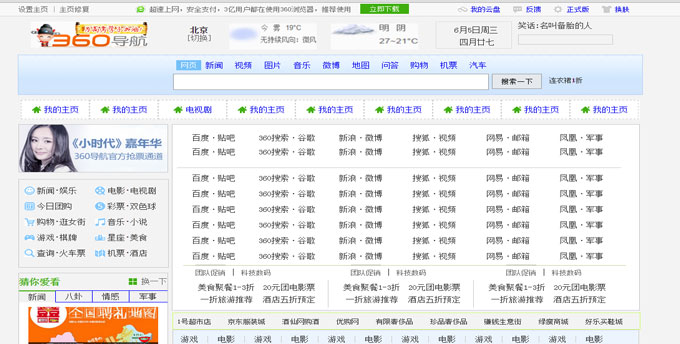 设置主页 | 主页修复
超速上网，安全支付，3亿用户都在使用360浏览器，推荐使用 立即下载
我的云盘 反馈 正式版 换肤
360导航
北京
[切换]
今 雾 19°C
无持续风向：微风
明 阴
27~21°C
6月5日周三
四月廿七
笑话：名叫备胎的人
网页 新闻 视频 图片 音乐 微博 地图 问答 购物 机票 汽车
搜索一下 连衣裙1折
我的主页 我的主页 电视剧 我的主页 我的主页 我的主页 我的主页 我的主页 我的主页
《小时代》嘉年华
360导航官方抢票通道
新闻·娱乐 电影·电视剧
今日团购 彩票·双色球
购物·逛女街 音乐·小说
游戏·棋牌 星座·美食
查询·火车票 机票·酒店
猜你爱看 换一下
新闻 八卦 情感 军事
全国聘礼地图
百度·贴吧 360搜索·谷歌 新浪·微博 搜狐·视频 网易·邮箱 凤凰·军事
百度·贴吧 360搜索·谷歌 新浪·微博 搜狐·视频 网易·邮箱 凤凰·军事
百度·贴吧 360搜索·谷歌 新浪·微博 搜狐·视频 网易·邮箱 凤凰·军事
百度·贴吧 360搜索·谷歌 新浪·微博 搜狐·视频 网易·邮箱 凤凰·军事
百度·贴吧 360搜索·谷歌 新浪·微博 搜狐·视频 网易·邮箱 凤凰·军事
百度·贴吧 360搜索·谷歌 新浪·微博 搜狐·视频 网易·邮箱 凤凰·军事
百度·贴吧 360搜索·谷歌 新浪·微博 搜狐·视频 网易·邮箱 凤凰·军事
百度·贴吧 360搜索·谷歌 新浪·微博 搜狐·视频 网易·邮箱 凤凰·军事
团队促销 | 科技数码 团队促销 | 科技数码
美食聚餐1-3折 20元团电影票 美食聚餐1-3折 20元团电影票 美食聚餐1-3折 20元团电影票
一折旅游推荐 酒店五折预定 一折旅游推荐 酒店五折预定 一折旅游推荐 酒店五折预定
1号超市店 京东服装城 酒仙网购酒 优购网 有限奢侈品 珍品奢侈品 赚钱生意街 绿瘦商城 好乐买鞋城
游戏 | 电影 | 游戏 | 电影 | 游戏 | 电影 | 游戏 | 电影 | 游戏 | 电影 | 游戏 | 电影